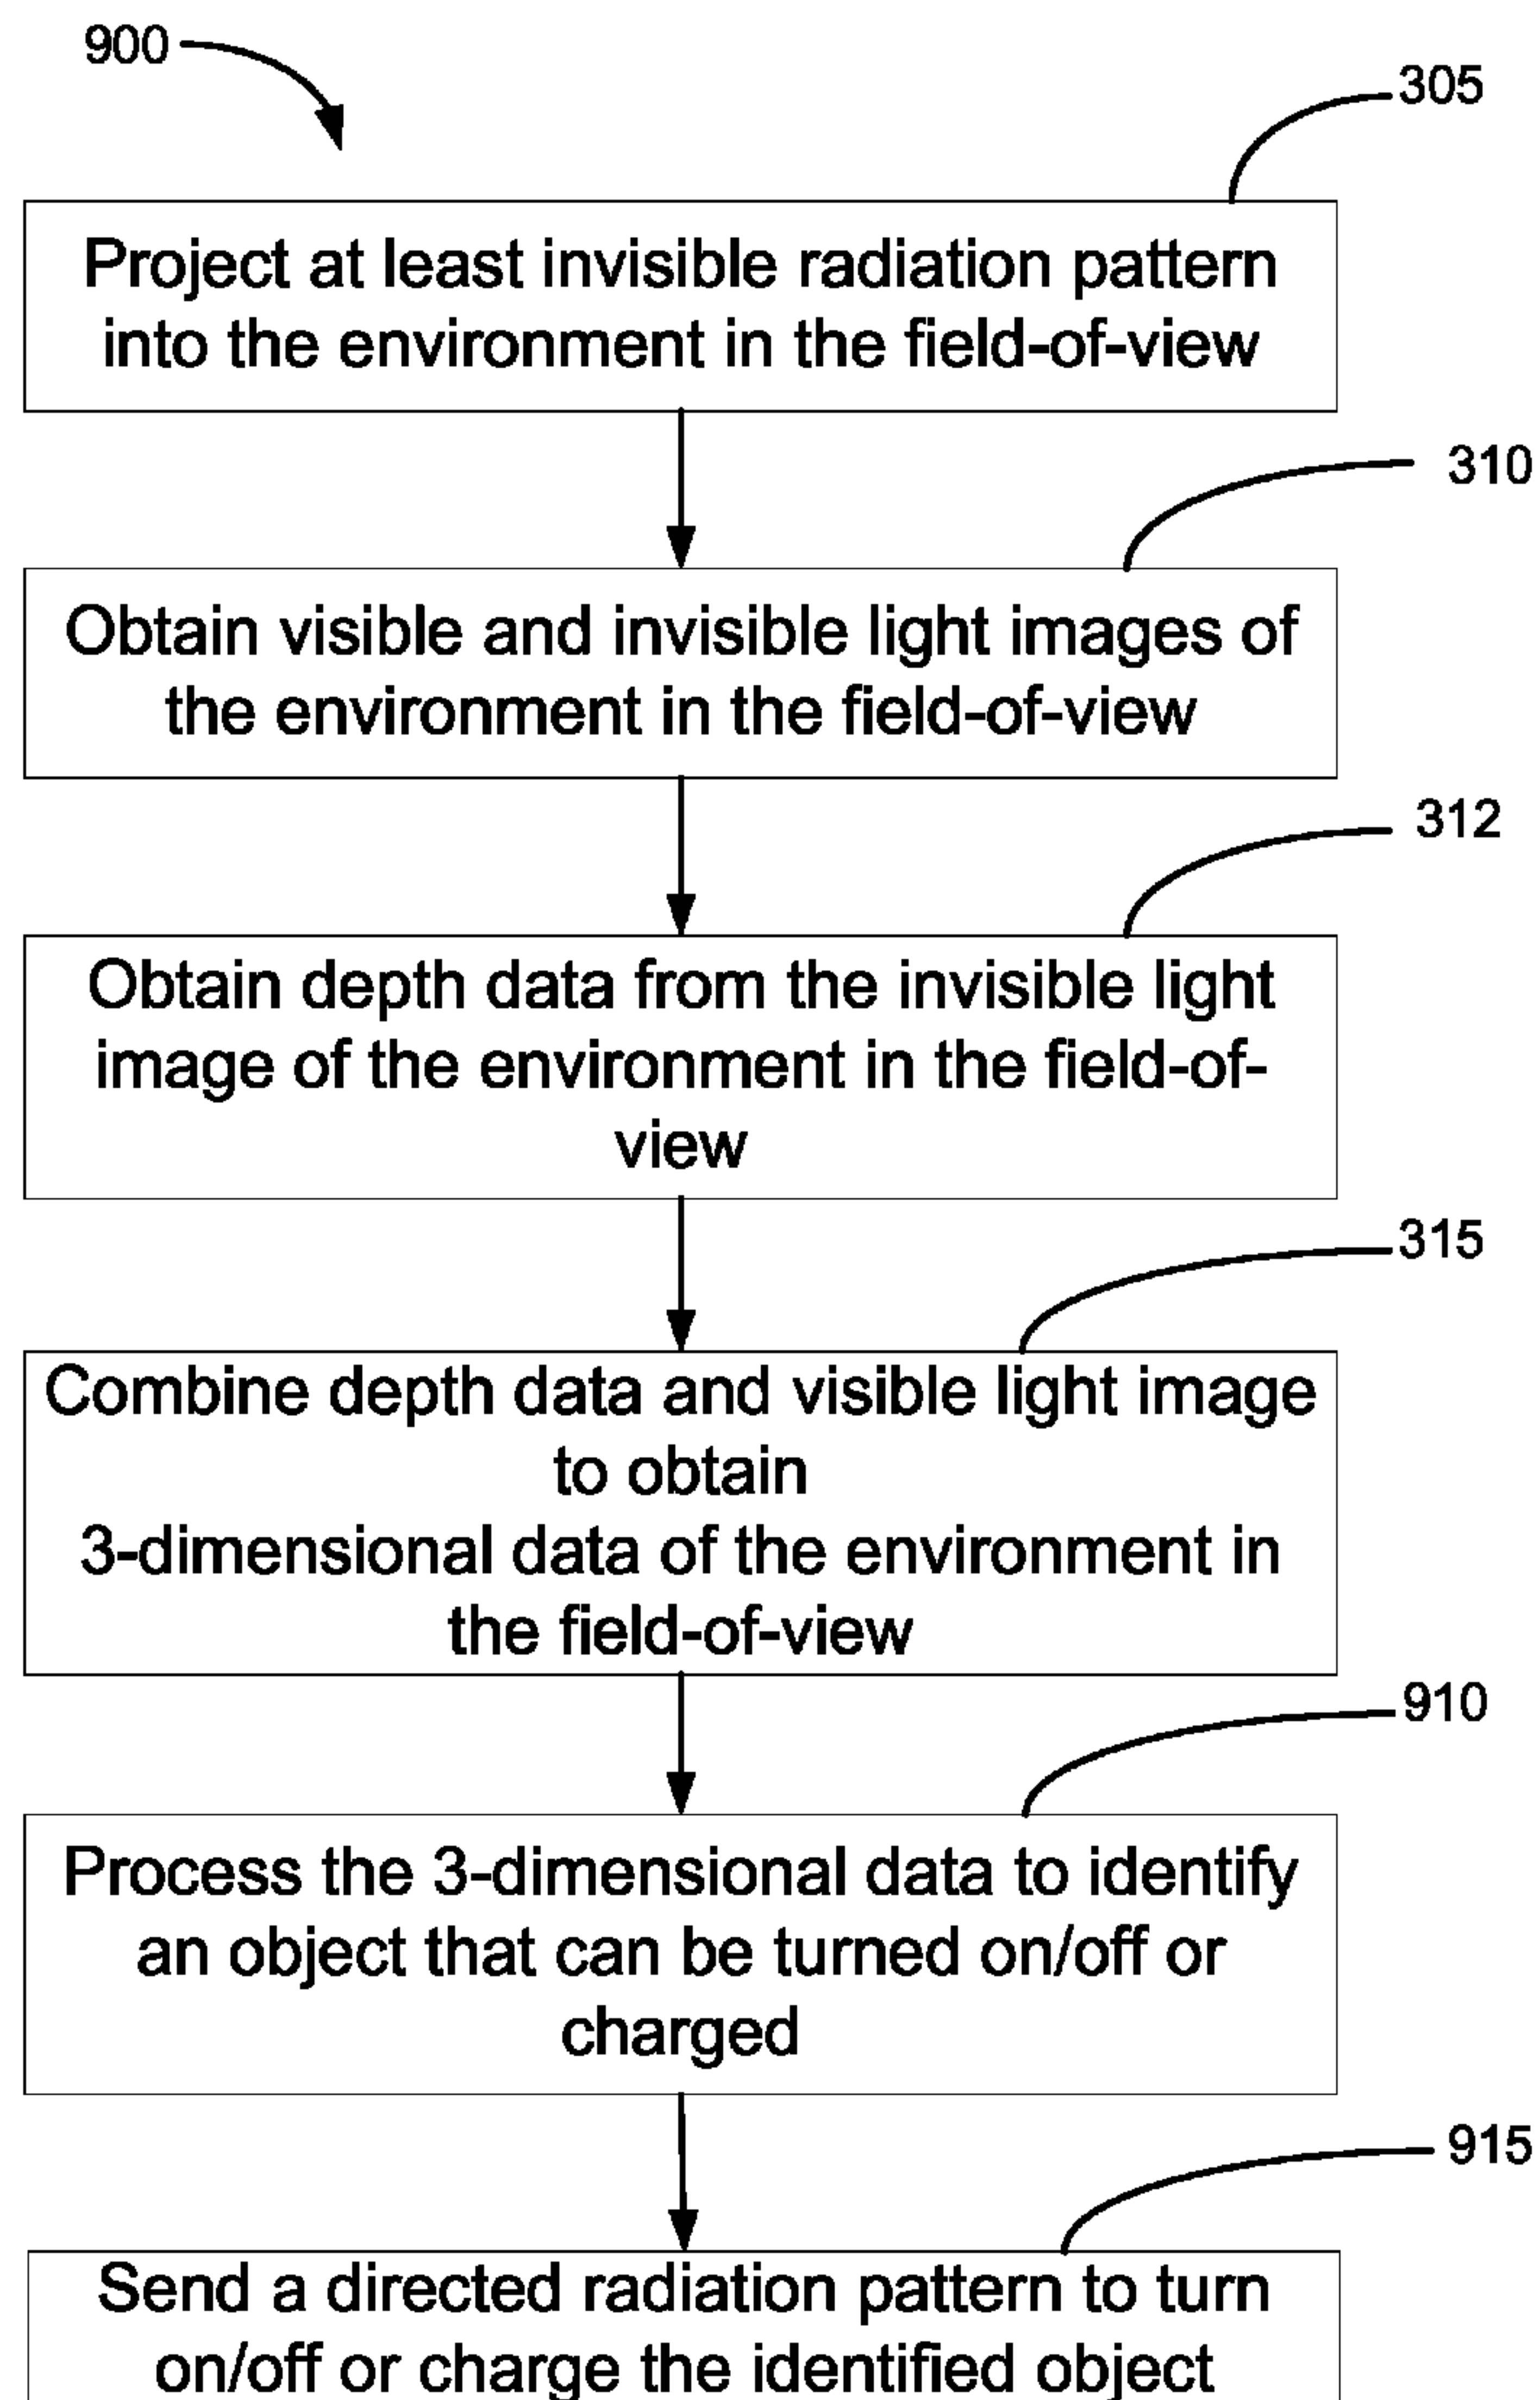 900
305
Project at least invisible radiation pattern
into the environment in the field-of-view
310
Obtain visible and invisible light images of
the environment in the field-of-view
312
Obtain depth data from the invisible light
image of the environment in the field-of-
view
315
Combine depth data and visible light image
to obtain
3-dimensional data of the environment in
the field-of-view
910
Process the 3-dimensional data to identify
an object that can be turned on/off or
charged
915
Send a directed radiation pattern to turn
on/off or charge the identified object